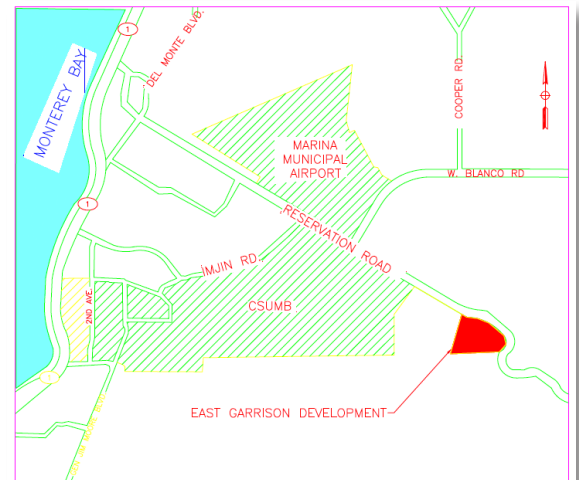 1
DEL MONTE BLVD.
MONTEREY BAY
COOPER RD.
MARINA
MUNICIPAL
AIRPORT
W. BLANCO RD
1
RESERVATION ROAD
IMJIN RD.
2ND AVE.
CSUMB
EAST GARRISON DEVELOPMENT